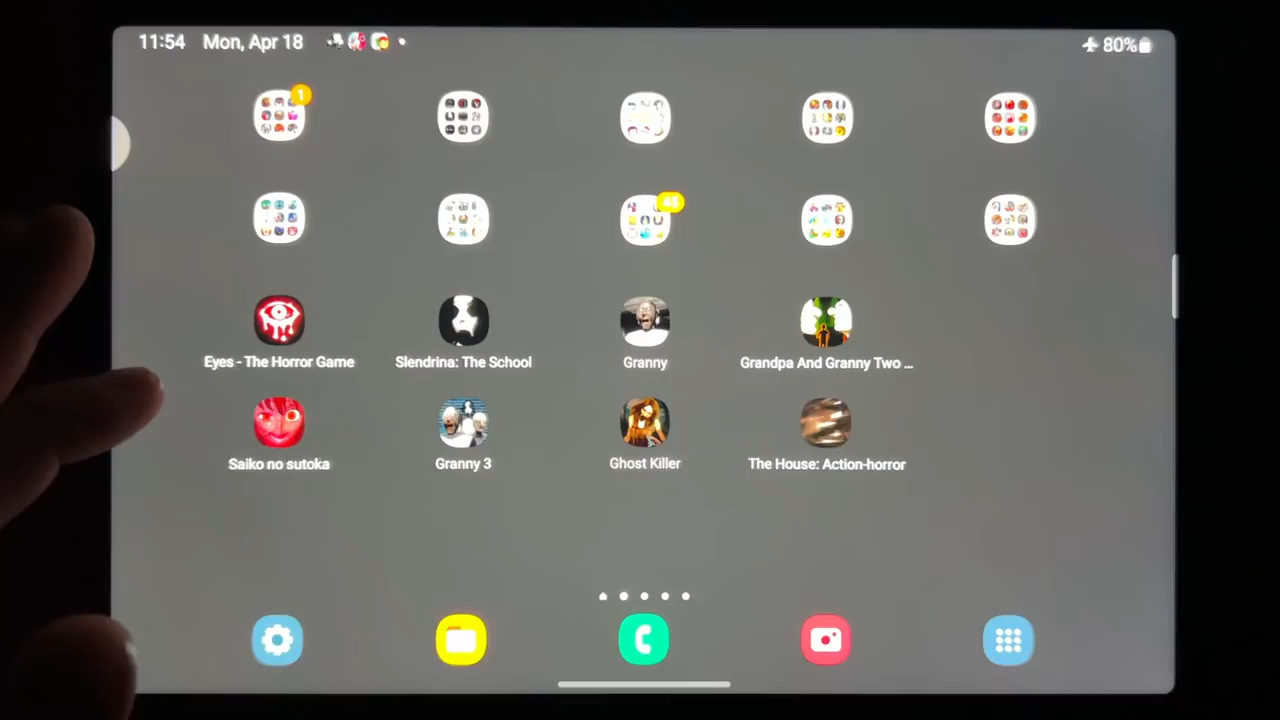 11:54 Mon, Apr 18
80%
1
43
Eyes - The Horror Game
Slendrina: The School
Granny
Grandpa And Granny Two ...
Saiko no sutoka
Granny 3
Ghost Killer
The House: Action-horror